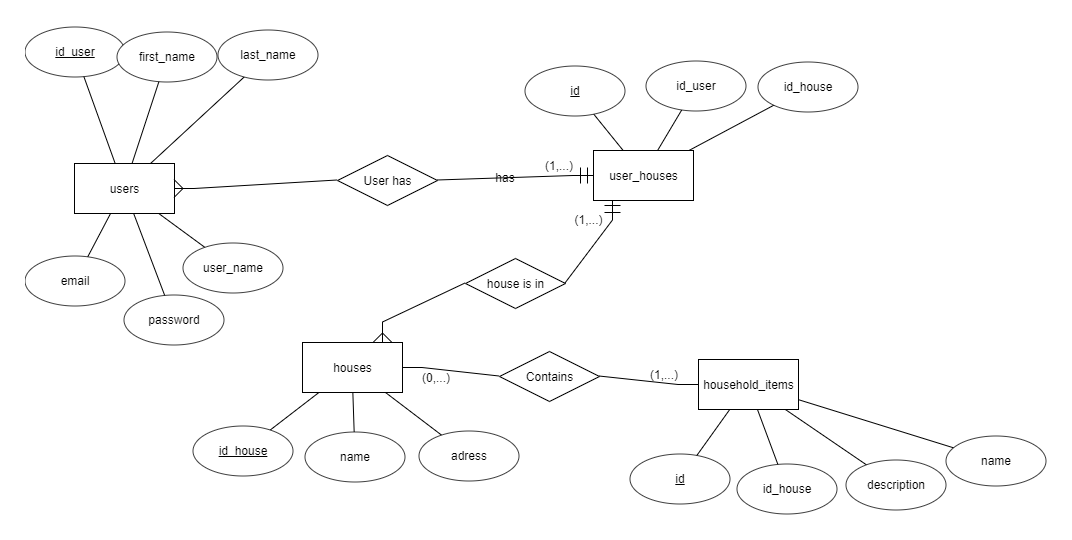 id_user
first_name
last_name
id
id_user
id_house
users
User has
has
(1,...)
user_houses
(1,...)
email
user_name
password
house is in
houses
(0,...)
Contains
(1,...)
household_items
id_house
name
adress
id
id_house
description
name